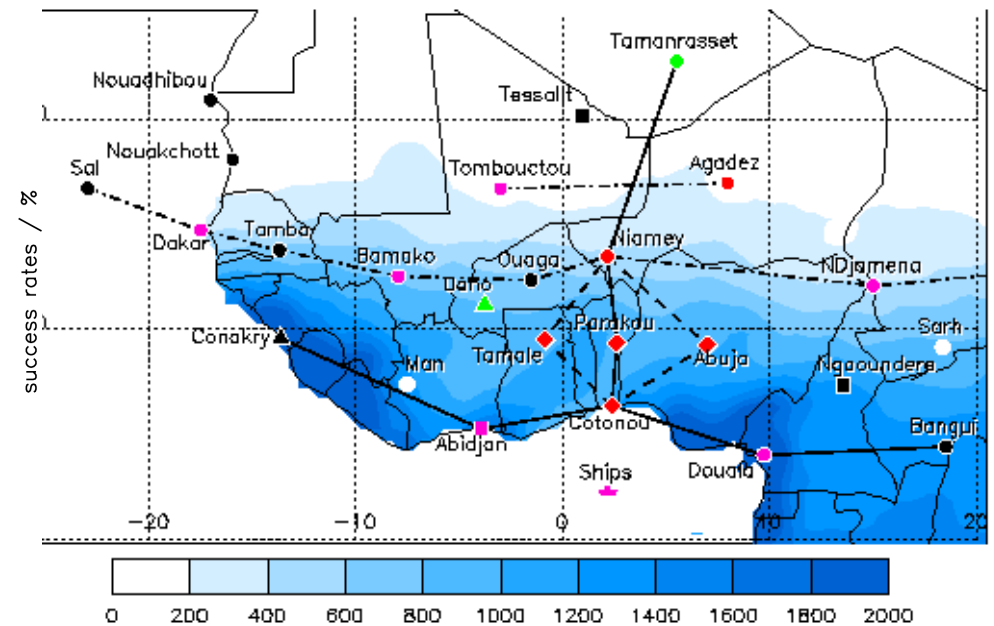 Tamanrasset
Nouadhibou
Tessalit
Nouakchott
Tombouctou
Agadez
Sal
Dakar
Tamba
Niamey
Bamako
Ouaga
NDjamena
Dano
Conakry
Parakou
Sarh
Tamale
Abuja
Man
Ngaoundere
Cotonou
Bangui
Abidjan
Ships
Douala
-20
-10
0
10
20
0
200
400
600
800
1000
1200
1400
1600
1800
2000
success rates / %